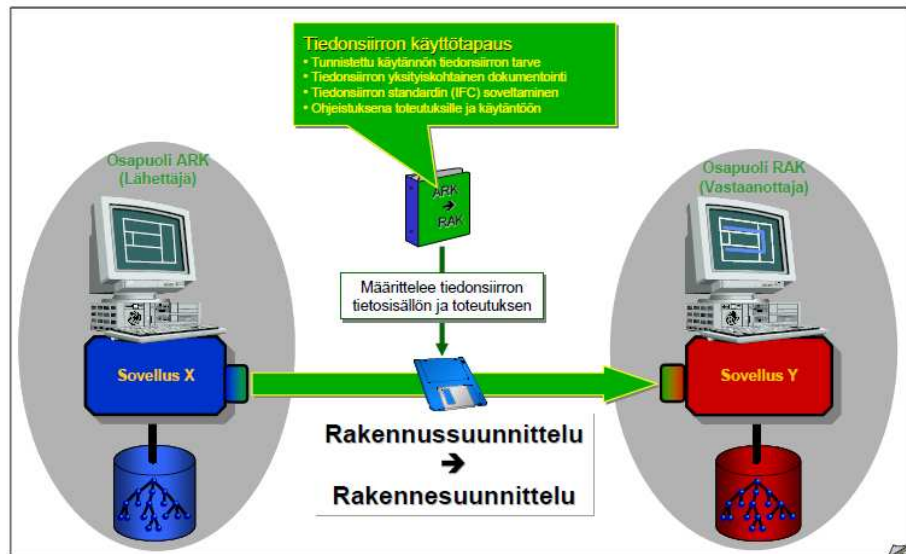 Tiedonsiirron käyttötapaus
• Tunnistettu käytännön tiedonsiirron tarve
• Tiedonsiirron yksityiskohtainen dokumentointi
• Tiedonsiirron standardin (IFC) soveltaminen
• Ohjeistuksena toteutuksille ja käytäntöön
Osapuoli ARK
(Lähettäjä)
Osapuoli RAK
(Vastaanottaja)
ARK
➔
RAK
Määrittelee tiedonsiirron
tietosisällön ja toteutuksen
Sovellus X
Sovellus Y
Rakennussuunnittelu
➔
Rakennesuunnittelu